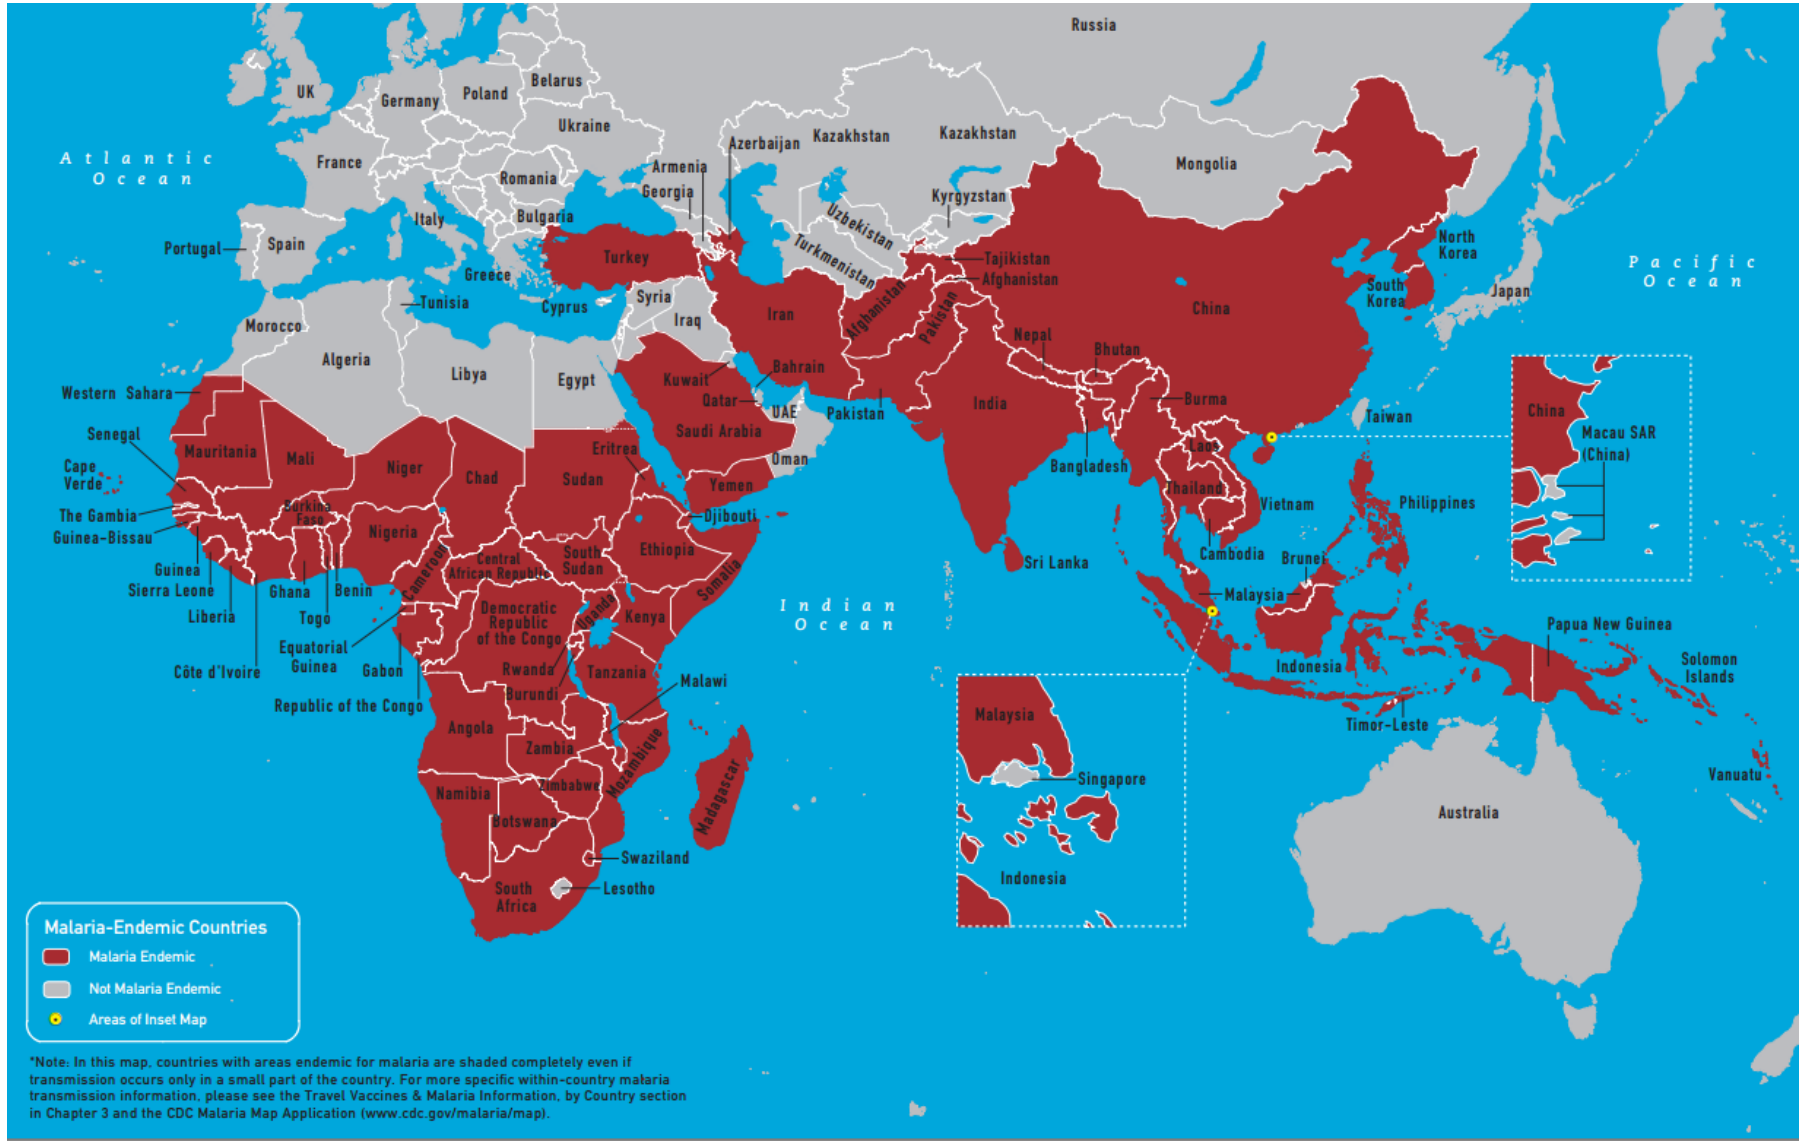 Russia
Belarus
UK
Germany
Poland
Ukraine
Kazakhstan
Kazakhstan
Azerbaijan
Atlantic
Ocean
France
Armenia
Mongolia
Romania
Georgia
Kyrgyzstan
Italy
Bulgaria
Uzbekistan
Portugal
Spain
Turkmenistan
North
Korea
Turkey
Tajikistan
Pacific
Ocean
Greece
Afghanistan
Syria
Tunisia
Cyprus
South
Korea
Japan
Iran
Afghanistan
Pakistan
China
Morocco
Iraq
Nepal
Bhutan
Algeria
Libya
Egypt
Bahrain
Kuwait
Western Sahara
Qatar
UAE
Pakistan
India
Burma
Taiwan
China
Saudi Arabia
Macau SAR
(China)
Senegal
Mauritania
Mali
Niger
Chad
Sudan
Eritrea
Oman
Laos
Bangladesh
Cape
Verde
Yemen
Thailand
Vietnam
Philippines
The Gambia
Burkina
Faso
Djibouti
Guinea-Bissau
Nigeria
Cameroon
Central
African Republic
South
Sudan
Ethiopia
Somalia
Cambodia
Brunei
Sri Lanka
Guinea
Sierra Leone
Ghana
Benin
Malaysia
Liberia
Togo
Democratic
Republic
of the Congo
Uganda
Kenya
Indian
Ocean
Papua New Guinea
Equatorial
Guinea
Côte d'Ivoire
Gabon
Rwanda
Tanzania
Indonesia
Solomon
Islands
Burundi
Malawi
Republic of the Congo
Angola
Malaysia
Timor-Leste
Zambia
Mozambique
Madagascar
Singapore
Vanuatu
Namibia
Zimbabwe
Botswana
Australia
Swaziland
Indonesia
South
Africa
Lesotho
Malaria-Endemic Countries
Malaria Endemic
Not Malaria Endemic
Areas of Inset Map
*Note: In this map, countries with areas endemic for malaria are shaded completely even if
transmission occurs only in a small part of the country. For more specific within-country malaria
transmission information, please see the Travel Vaccines & Malaria Information, by Country section
in Chapter 3 and the CDC Malaria Map Application (www.cdc.gov/malaria/map).